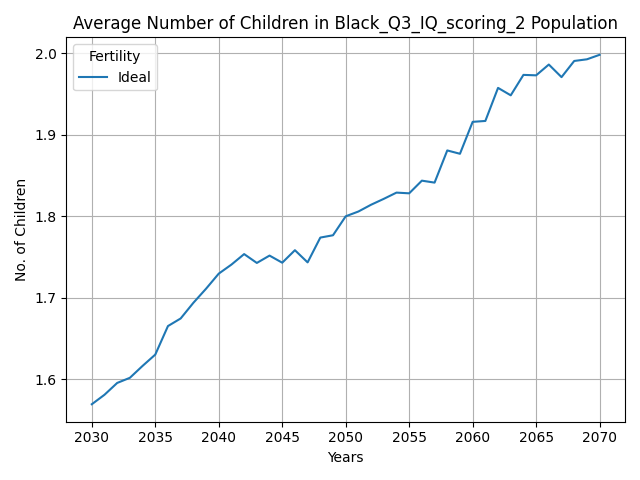 Average Number of Children in Black_Q3_IQ_scoring_2 Population
Fertility
Ideal
No. of Children
2.0
1.9
1.8
1.7
1.6
2030 2035 2040 2045 2050 2055 2060 2065 2070
Years